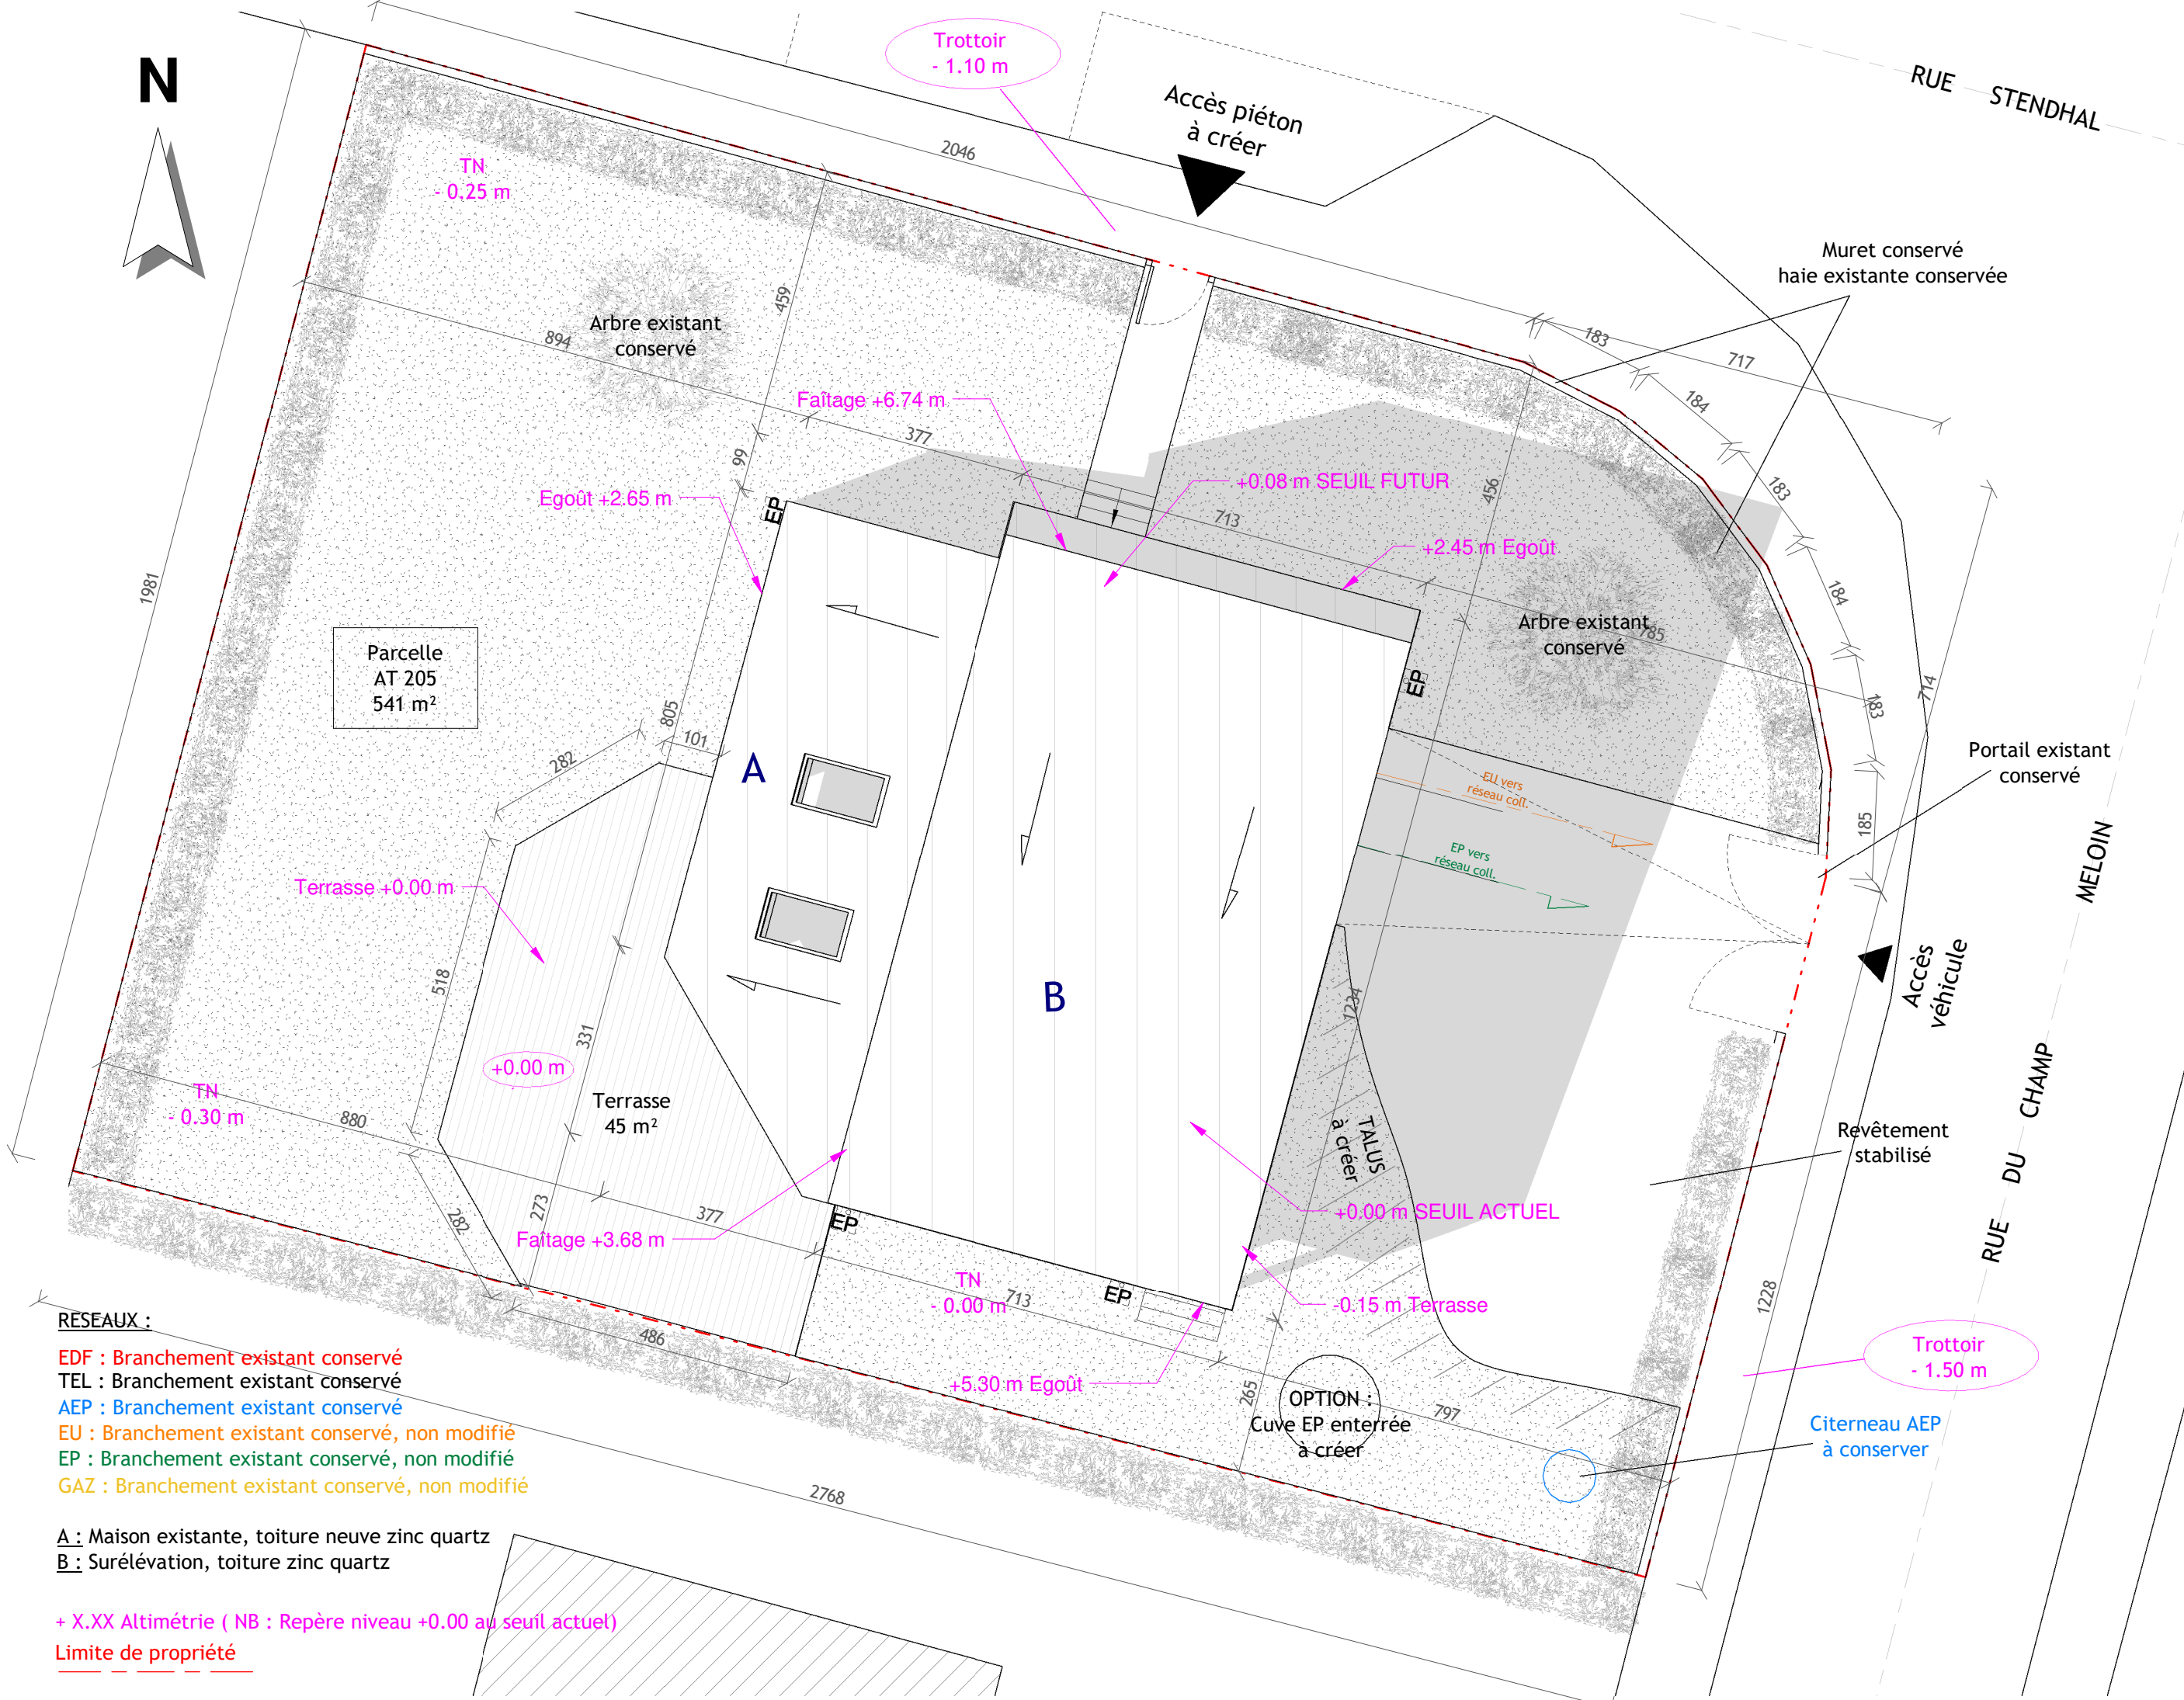 N
Trottoir
- 1.10 m
RUE STENDHAL
Accès piéton
à créer
2046
TN
- 0.25 m
Muret conservé
haie existante conservée
459
Arbre existant
conservé
894
183
717
184
Faîtage +6.74 m
377
99
183
Egoût +2.65 m
EP
+0.08 m SEUIL FUTUR
456
713
+2.45 m Egoût
1981
184
Arbre existant
conservé
785
Parcelle
AT 205
541 m²
EP
714
183
805
101
282
A
Portail existant
conservé
EU vers
réseau coll.
185
EP vers
réseau coll.
Terrasse +0.00 m
RUE DU CHAMP MELOIN
518
B
1234
Accès
véhicule
331
+0.00 m
TN
- 0.30 m
880
Terrasse
45 m²
TALUS
à créer
Revêtement
stabilisé
282
273
377
EP
+0.00 m SEUIL ACTUEL
Faîtage +3.68 m
TN
- 0.00 m
713
EP
-0.15 m Terrasse
1228
486
Trottoir
- 1.50 m
+5.30 m Egoût
265
OPTION :
Cuve EP enterrée
à créer
797
Citerneau AEP
à conserver
2768
RESEAUX :
EDF : Branchement existant conservé
TEL : Branchement existant conservé
AEP : Branchement existant conservé
EU : Branchement existant conservé, non modifié
EP : Branchement existant conservé, non modifié
GAZ : Branchement existant conservé, non modifié
A : Maison existante, toiture neuve zinc quartz
B : Surélévation, toiture zinc quartz
+ X.XX Altimétrie ( NB : Repère niveau +0.00 au seuil actuel)
Limite de propriété